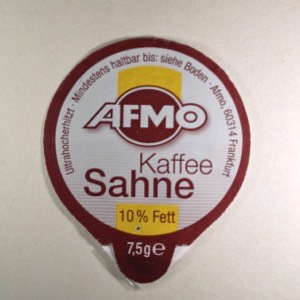 Ultrahocherhitzt · Mindestens haltbar bis: siehe Boden · Afmo, 60314 Frankfurt
AFMO
Kaffee
Sahne
10% Fett
7,5g℮